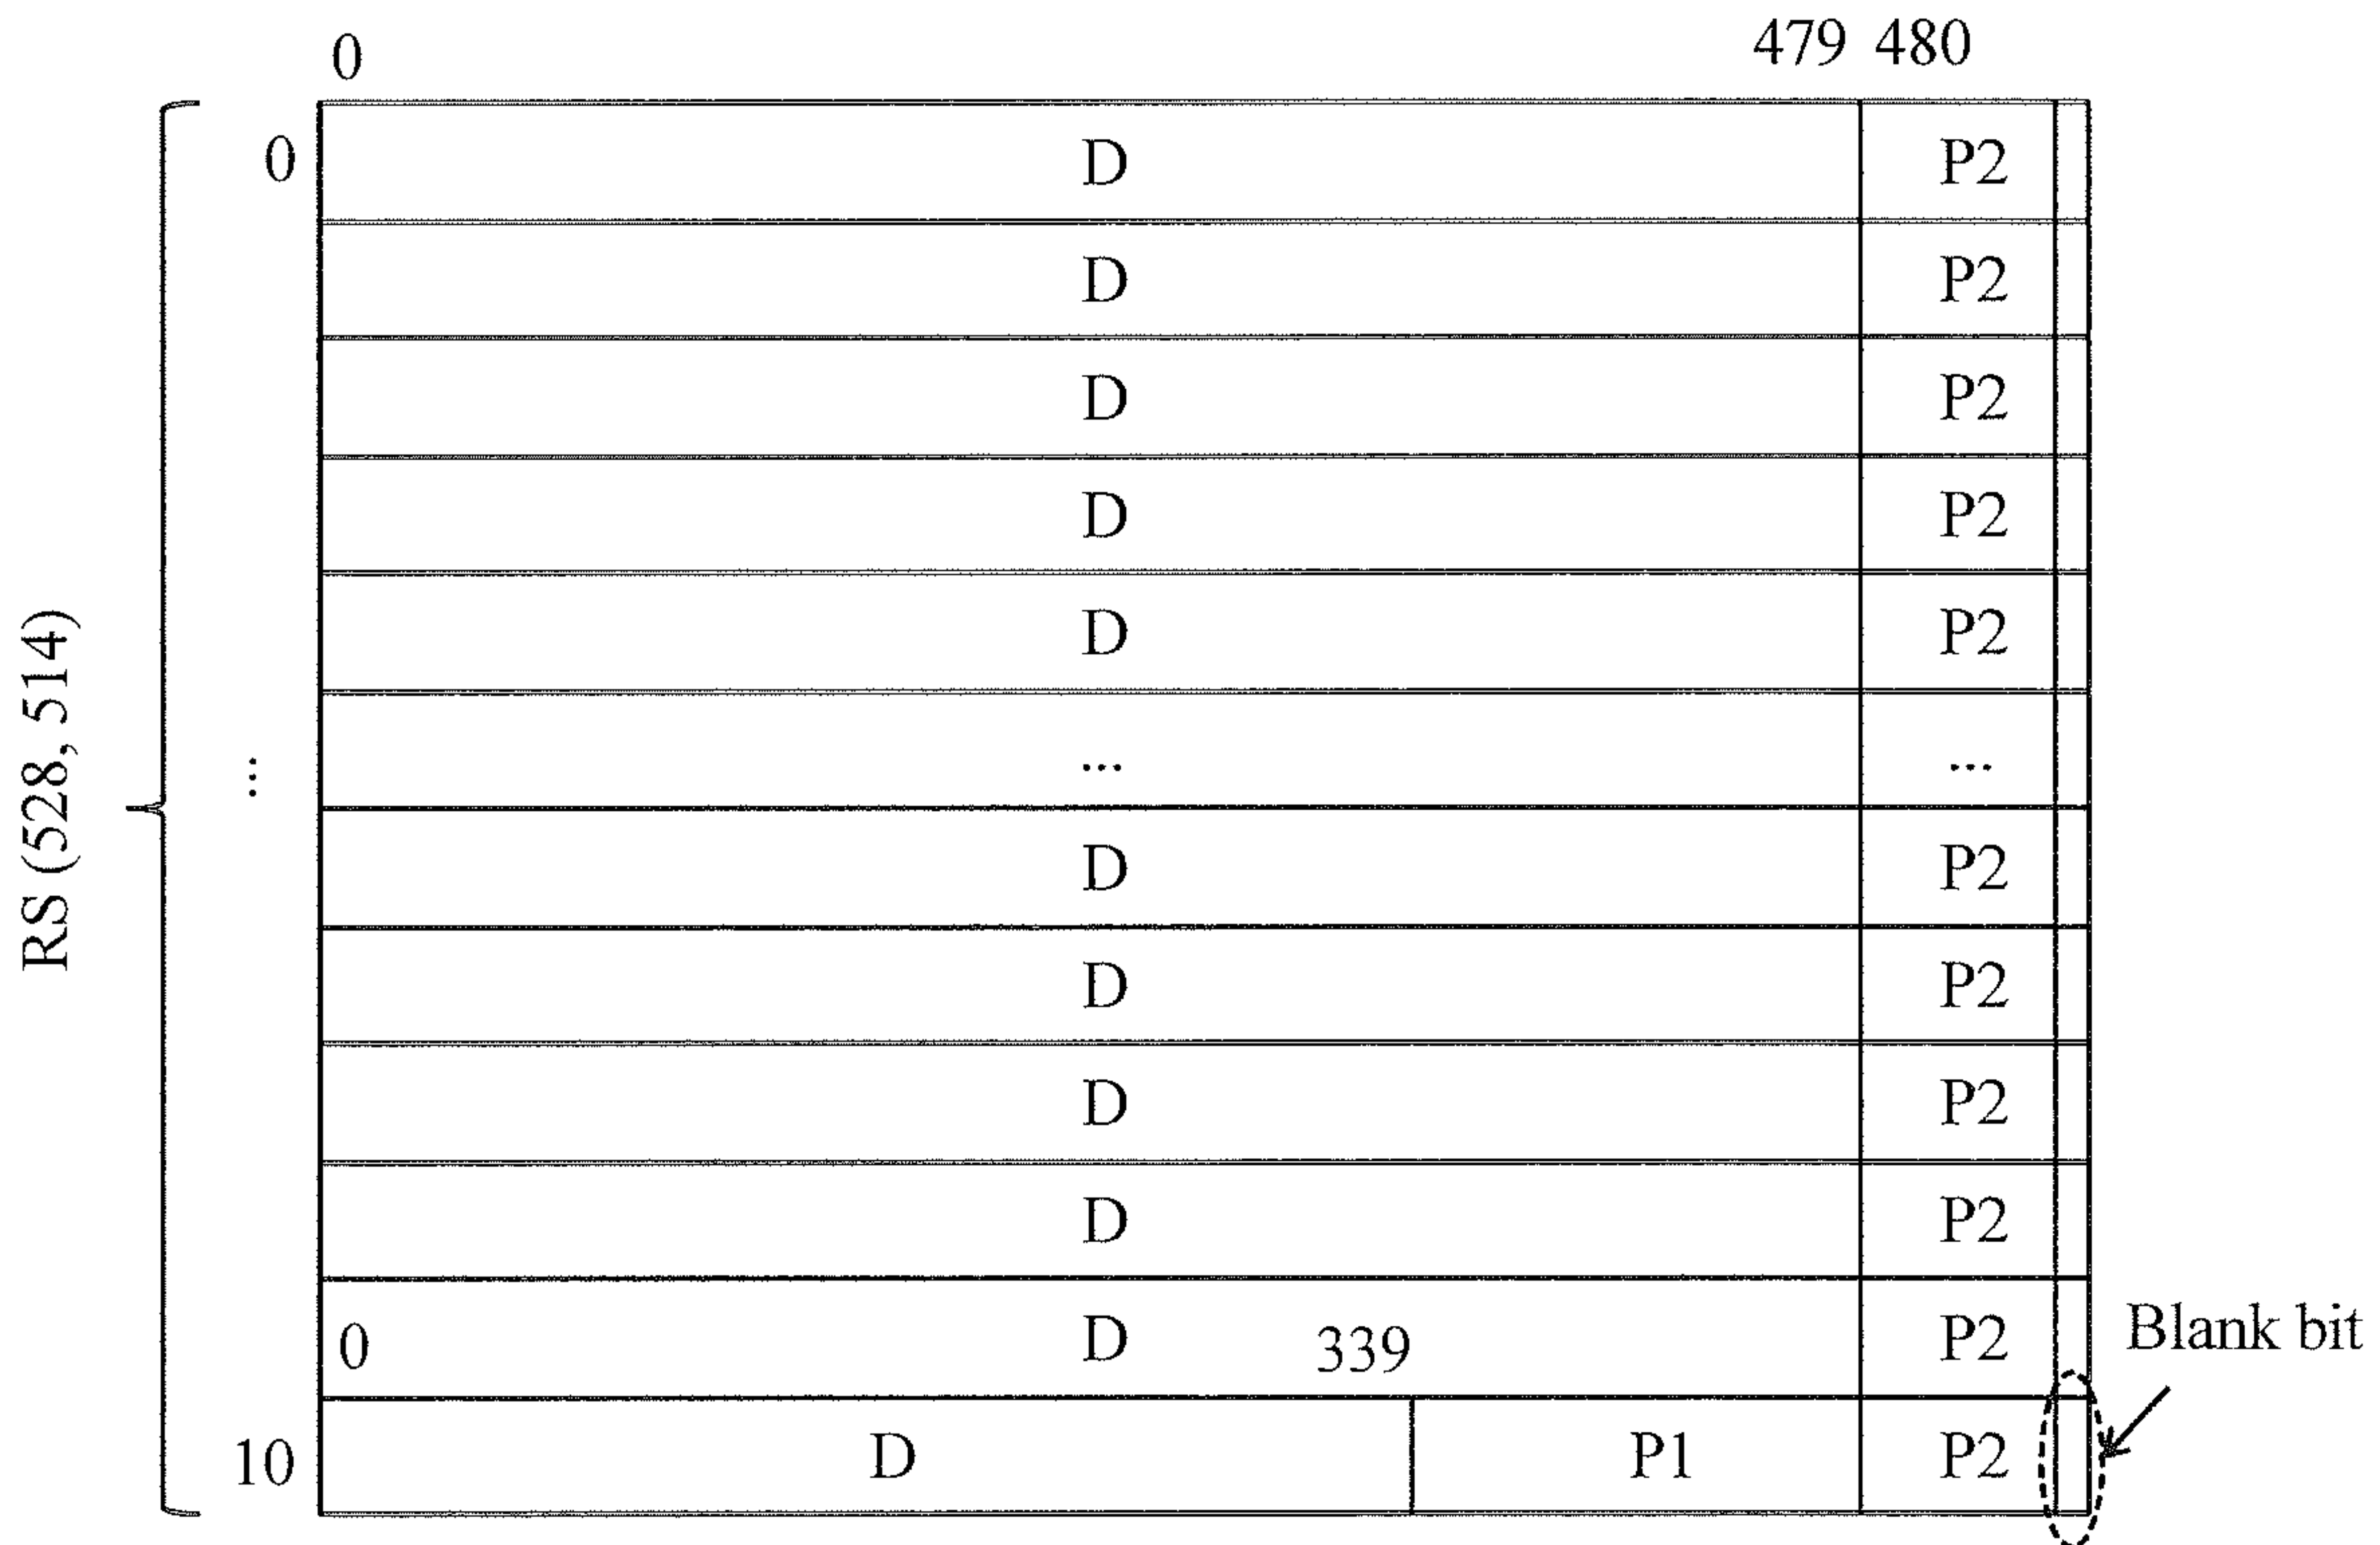 0 479 480
0 D P2
D P2
D P2
D P2
D P2
... ... ...
D P2
D P2
D P2
D P2
0 D 339 P2 Blank bit
10 D P1 P2
RS (528, 514)